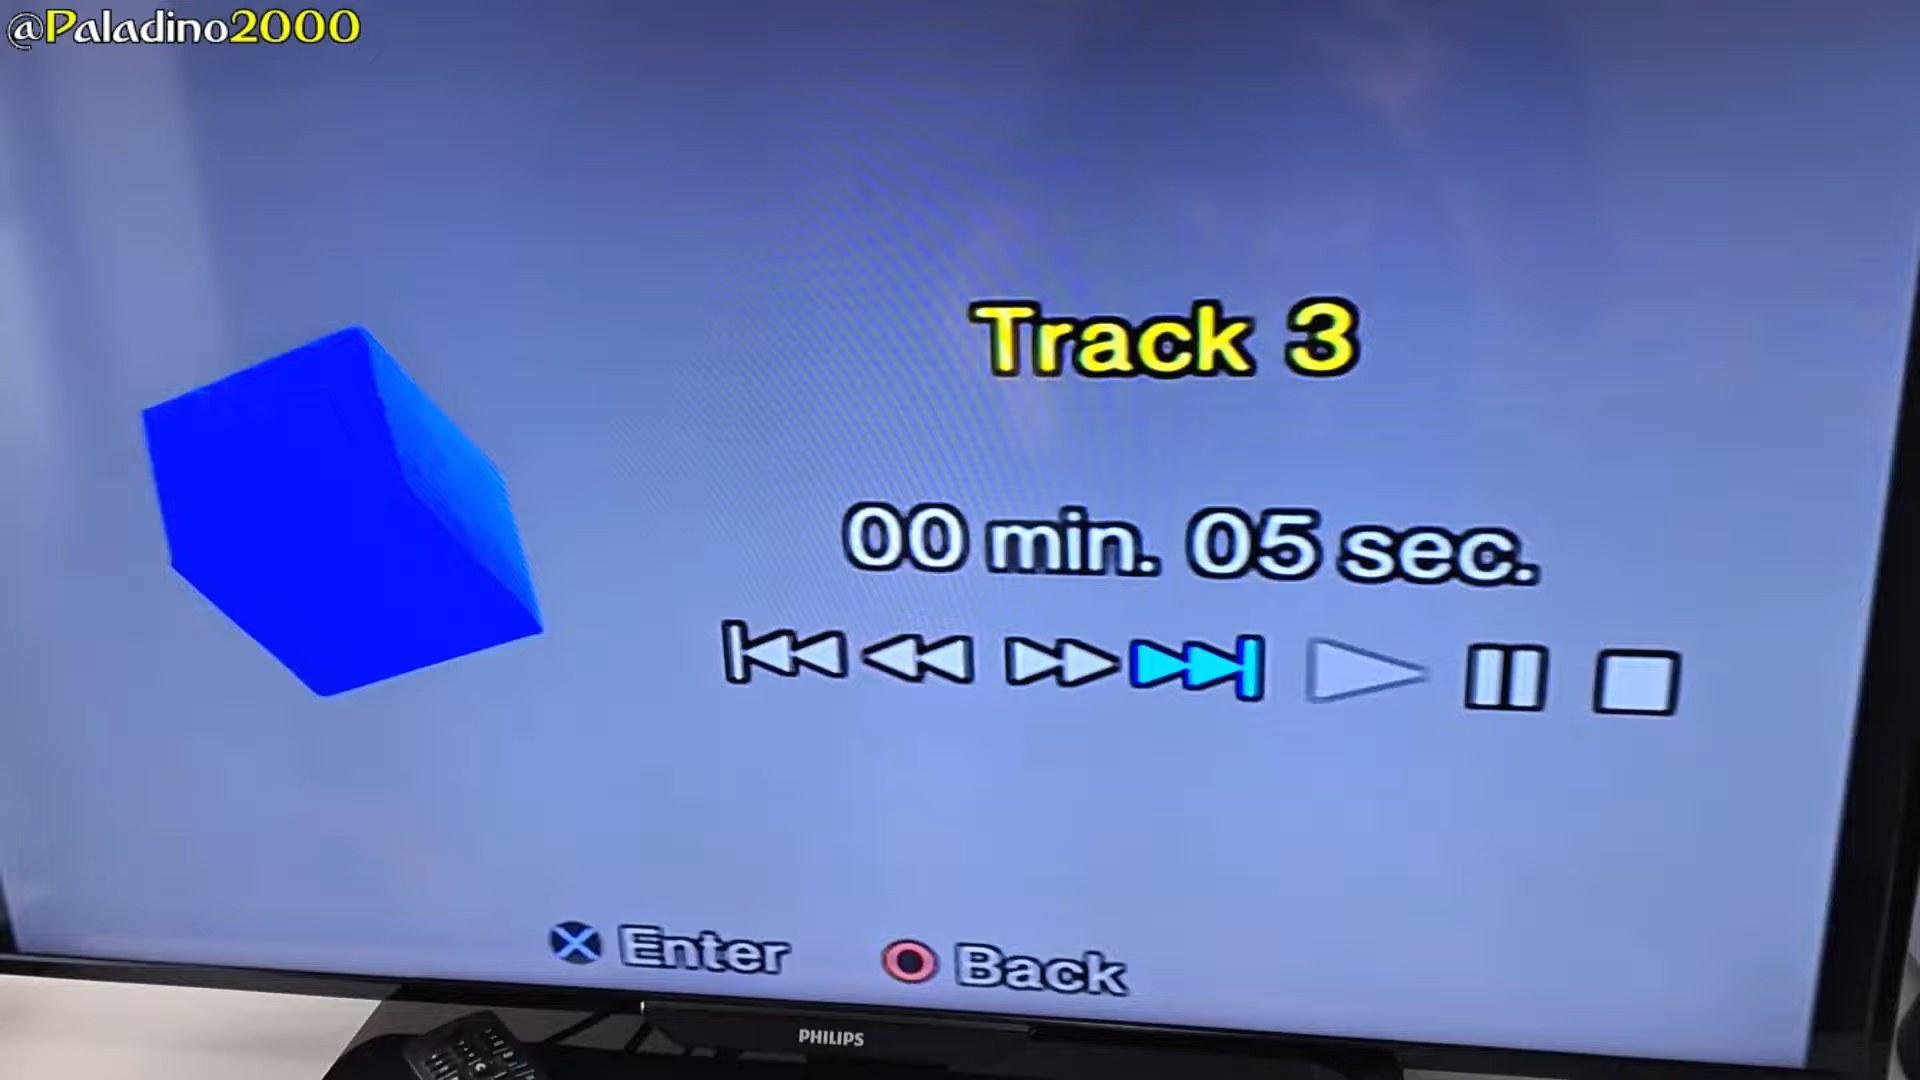 @Paladino2000
Track 3
00 min. 05 sec.
Enter Back
PHILIPS